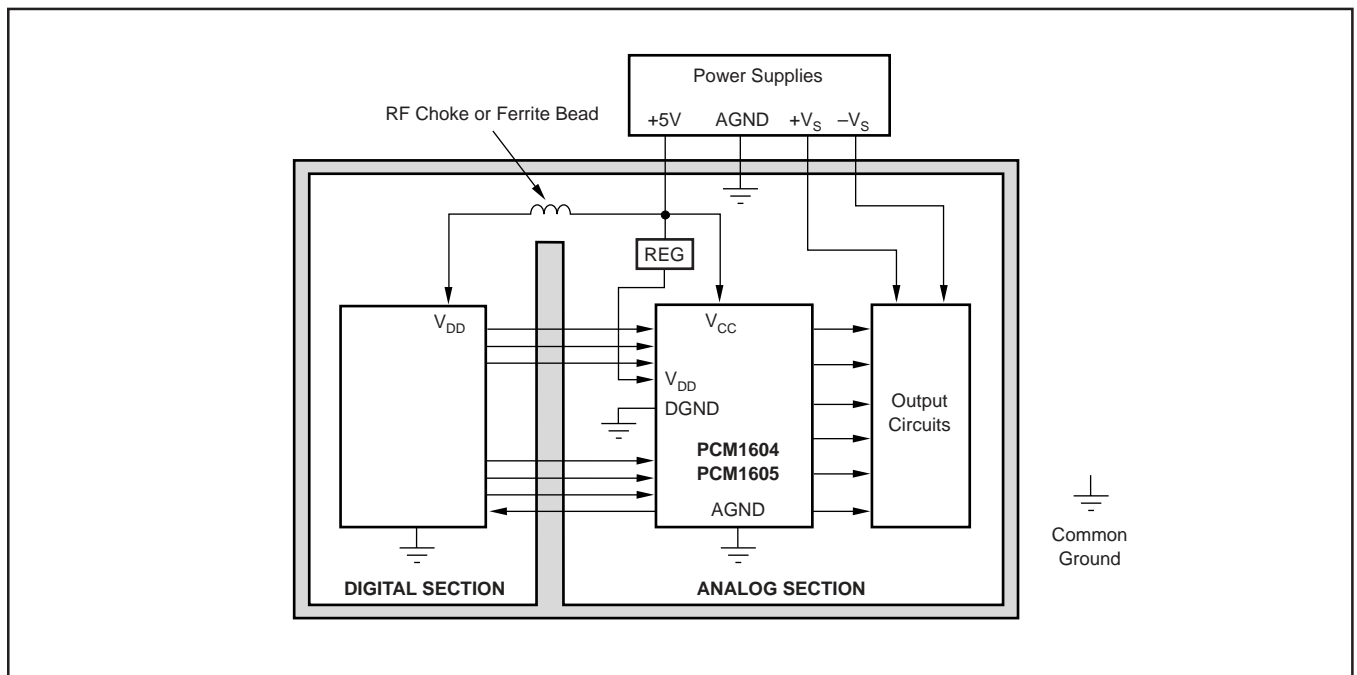 Power Supplies
RF Choke or Ferrite Bead
+5V AGND +VS –VS
REG
VDD
VCC
VDD
DGND
Output
Circuits
PCM1604
PCM1605
AGND
Common
Ground
DIGITAL SECTION
ANALOG SECTION